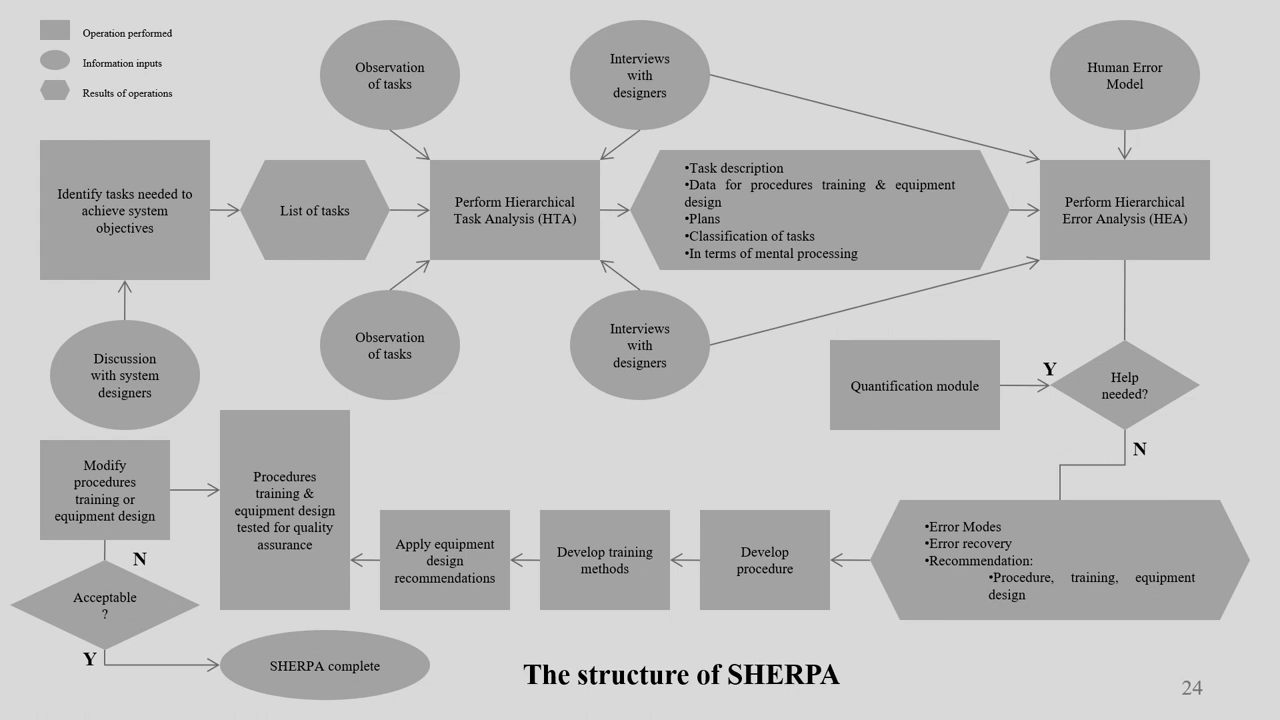 Operation performed
Information inputs
Results of operations
Observation
of tasks
Interviews
with
designers
Human Error
Model
Identify tasks needed to
achieve system
objectives
List of tasks
Perform Hierarchical
Task Analysis (HTA)
•Task description
•Data for procedures training & equipment
design
•Plans
•Classification of tasks
•In terms of mental processing
Perform Hierarchical
Error Analysis (HEA)
Discussion
with system
designers
Observation
of tasks
Interviews
with
designers
Quantification module
Y
Help
needed?
N
Modify
procedures
training or
equipment design
Procedures
training &
equipment design
tested for quality
assurance
Apply equipment
design
recommendations
Develop training
methods
Develop
procedure
•Error Modes
•Error recovery
•Recommendation:
•Procedure, training, equipment
design
N
Acceptable
?
Y
SHERPA complete
The structure of SHERPA
24